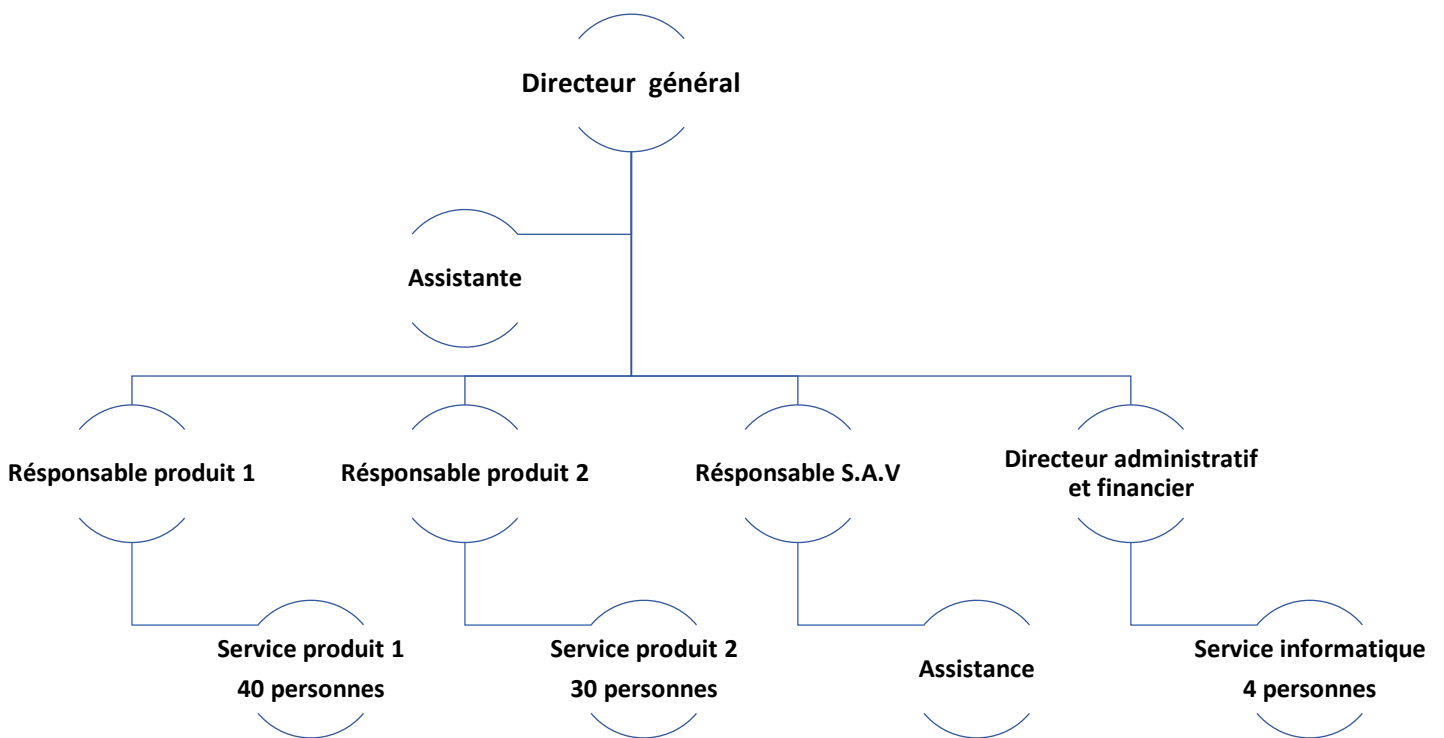 Directeur  général
Assistante
Résponsable produit 1
Résponsable produit 2
Résponsable S.A.V
Directeur administratif
et financier
Service produit 1
40 personnes
Service produit 2
30 personnes
Assistance
Service informatique
4 personnes